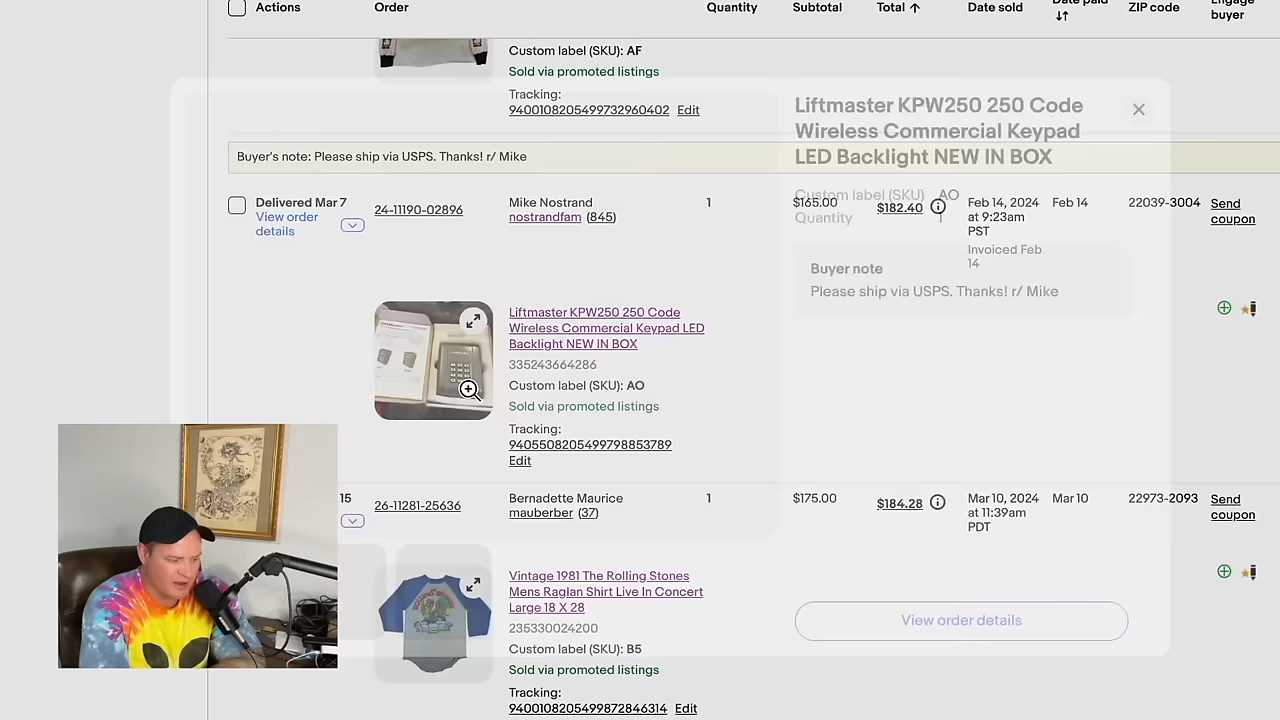 Actions
Order
Quantity
Subtotal
Total ↑
Date sold
Date paid
ZIP code
Engage
buyer
Custom label (SKU): AF
Sold via promoted listings
Tracking:
9400108205499732960402 Edit
Buyer's note: Please ship via USPS. Thanks! r/ Mike
Delivered Mar 7
View order
details
24-11190-02896
Mike Nostrand
nostrandfam (845)
1
$165.00
$182.40
Feb 14, 2024
at 9:23am
PST
Invoiced Feb
14
Feb 14
22039-3004
Send
coupon
Liftmaster KPW250 250 Code
Wireless Commercial Keypad LED
Backlight NEW IN BOX
335243664286
Custom label (SKU): AO
Sold via promoted listings
Tracking:
9405508205499798853789
Edit
Liftmaster KPW250 250 Code
Wireless Commercial Keypad
LED Backlight NEW IN BOX
Custom label (SKU) AO
Quantity 1
Buyer note
Please ship via USPS. Thanks! r/ Mike
View order details
15
26-11281-25636
Bernadette Maurice
mauberber (37)
1
$175.00
$184.28
Mar 10, 2024
at 11:39am
PDT
Mar 10
22973-2093
Send
coupon
Vintage 1981 The Rolling Stones
Mens Raglan Shirt Live In Concert
Large 18 X 28
235330024200
Custom label (SKU): B5
Sold via promoted listings
Tracking:
9400108205499872846314 Edit